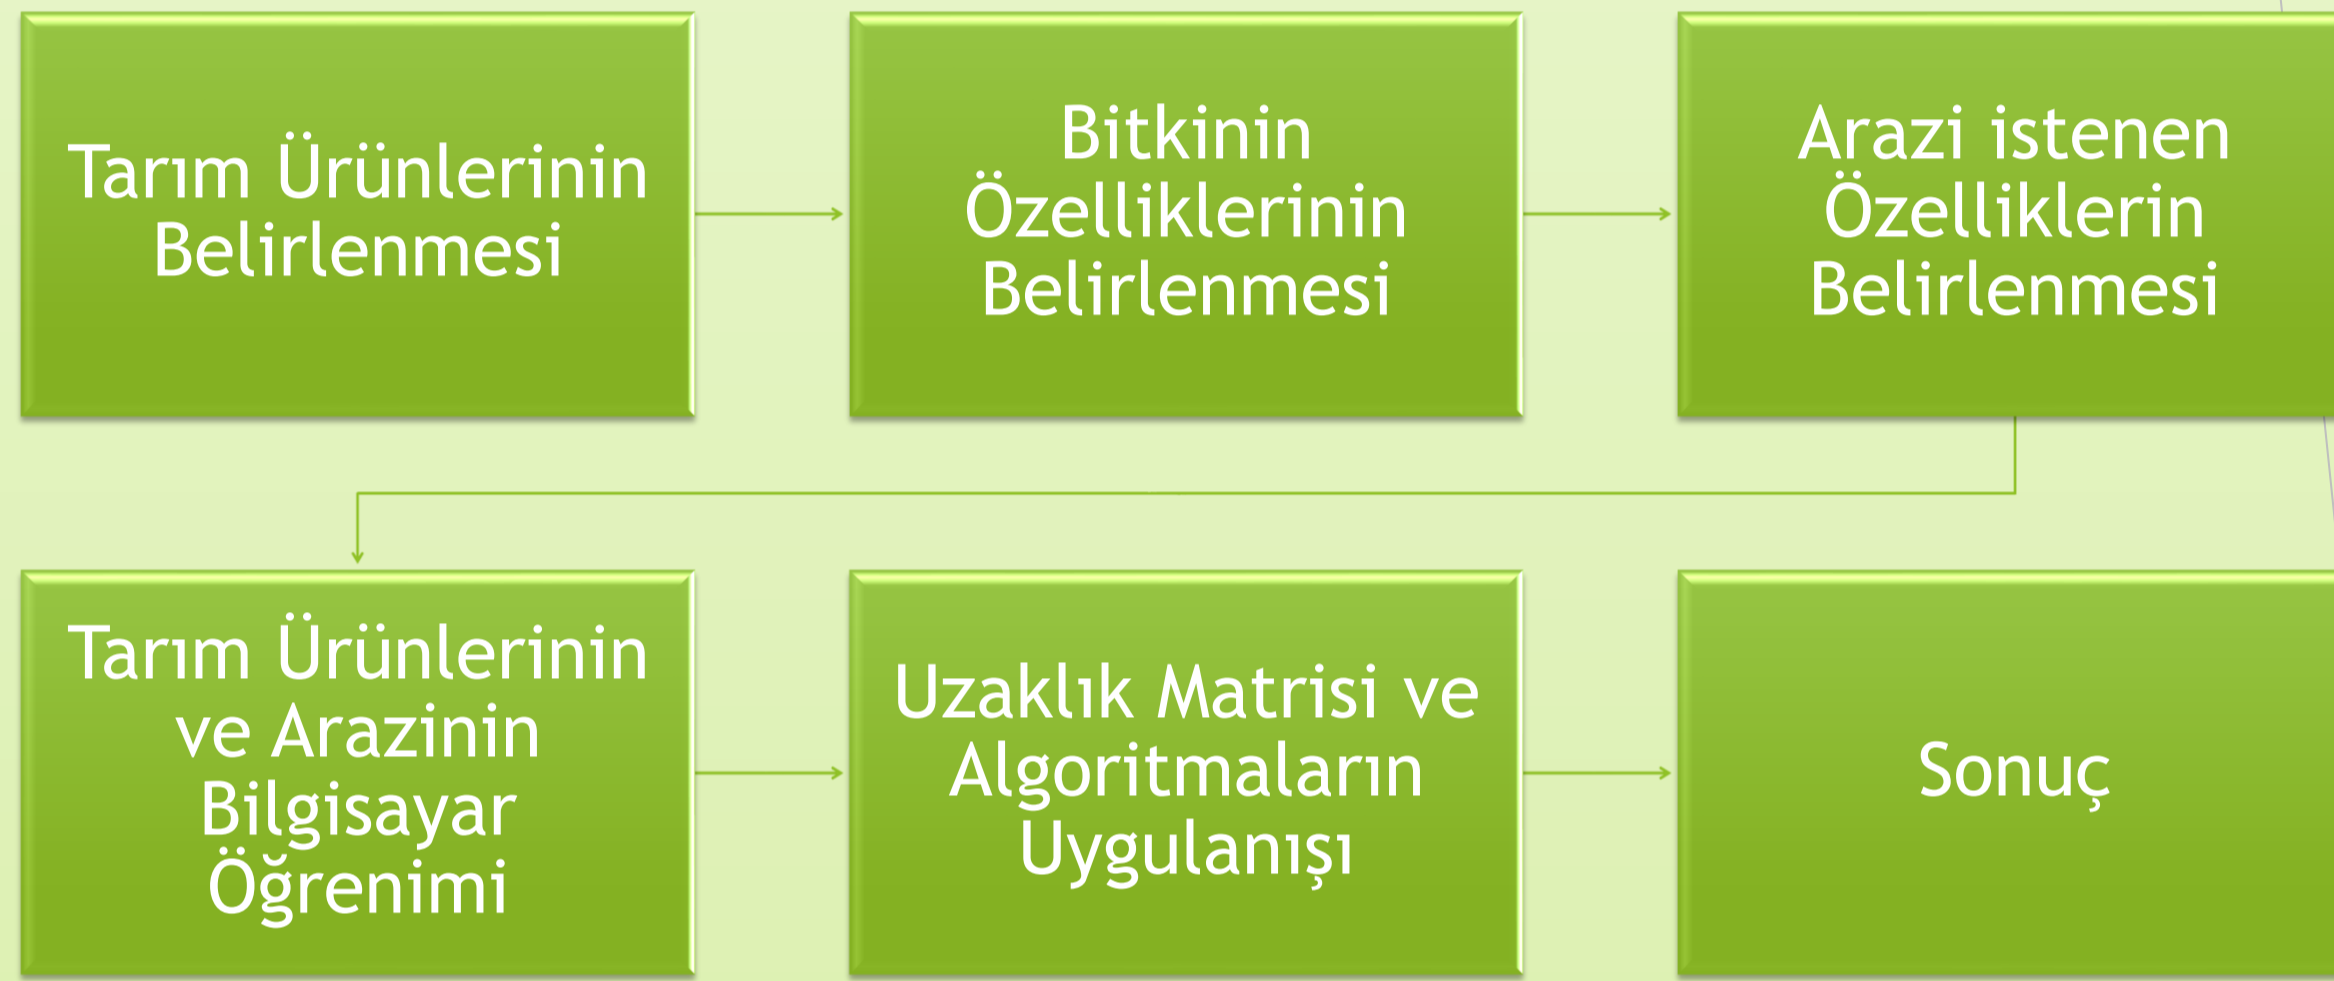 Tarım Ürünlerinin
Belirlenmesi
Bitkinin
Özelliklerinin
Belirlenmesi
Arazi istenen
Özelliklerin
Belirlenmesi
Tarım Ürünlerinin
ve Arazinin
Bilgisayar
Öğrenimi
Uzaklık Matrisi ve
Algoritmaların
Uygulanışı
Sonuç